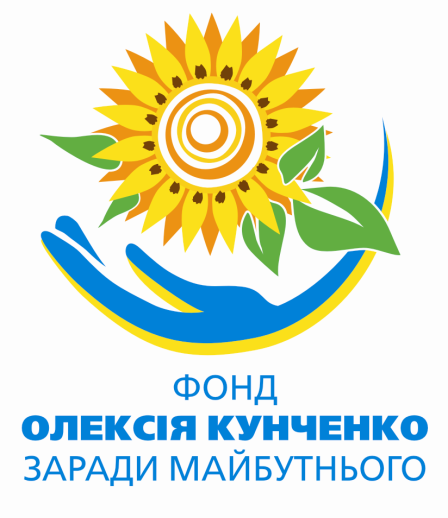 ФОНД
ОЛЕКСІЯ КУНЧЕНКО
ЗАРАДИ МАЙБУТНЬОГО